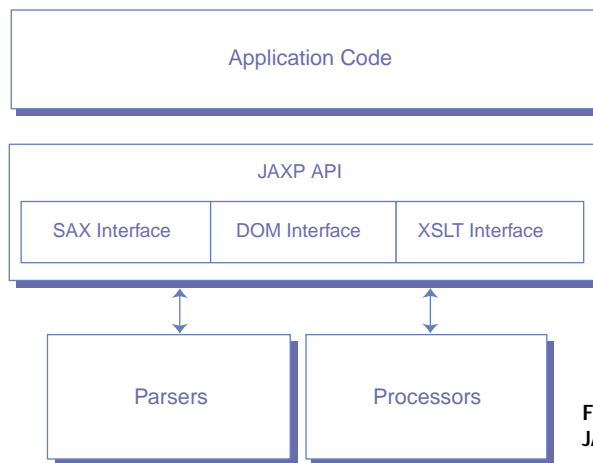 Application Code
JAXP API
SAX Interface DOM Interface XSLT Interface
Parsers Processors